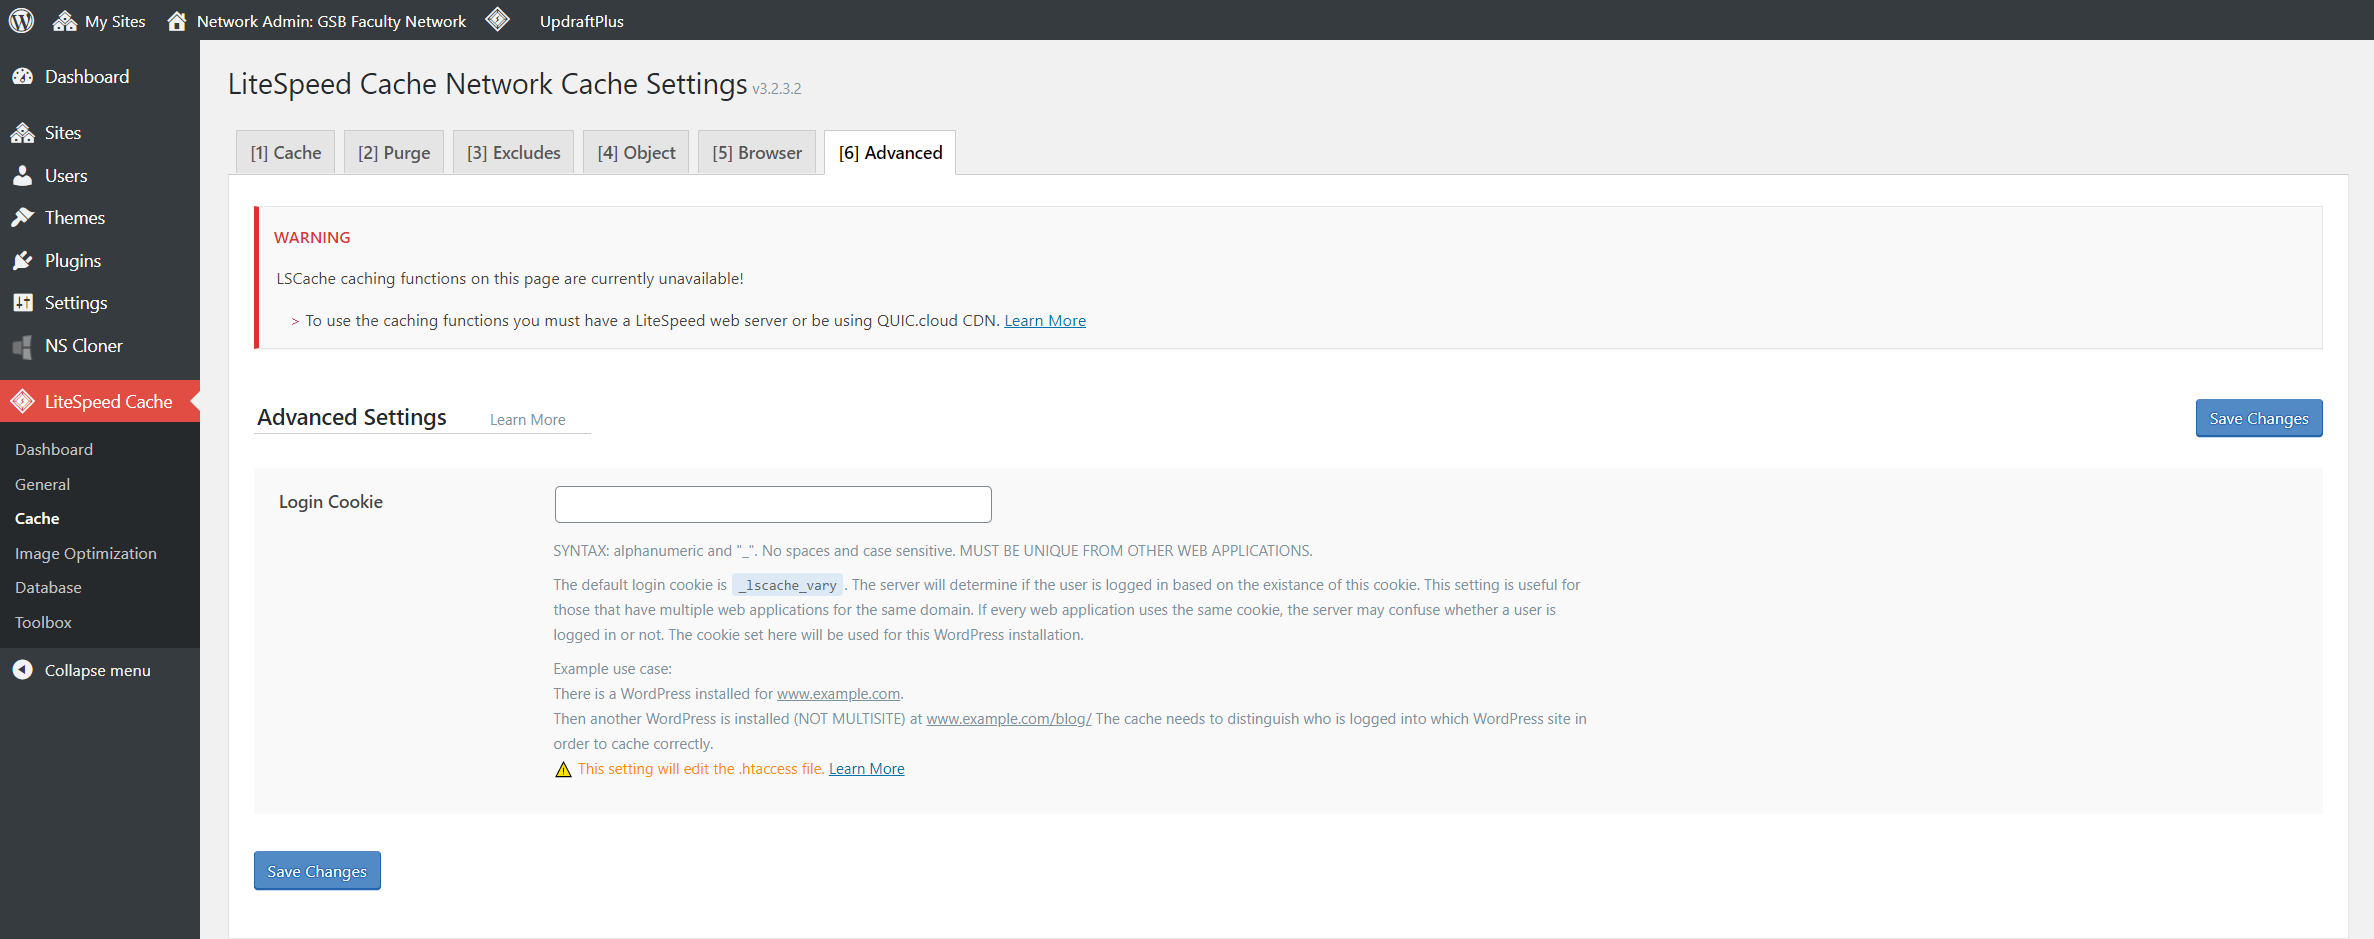 My Sites
Network Admin: GSB Faculty Network
UpdraftPlus
Dashboard
Sites
Users
Themes
Plugins
Settings
NS Cloner
LiteSpeed Cache
Dashboard
General
Cache
Image Optimization
Database
Toolbox
Collapse menu
LiteSpeed Cache Network Cache Settings v3.2.3.2
[1] Cache
[2] Purge
[3] Excludes
[4] Object
[5] Browser
[6] Advanced
WARNING
LSCache caching functions on this page are currently unavailable!
> To use the caching functions you must have a LiteSpeed web server or be using QUIC.cloud CDN. Learn More
Advanced Settings Learn More
Save Changes
Login Cookie
SYNTAX: alphanumeric and "_". No spaces and case sensitive. MUST BE UNIQUE FROM OTHER WEB APPLICATIONS.
The default login cookie is _lscache_vary . The server will determine if the user is logged in based on the existance of this cookie. This setting is useful for
those that have multiple web applications for the same domain. If every web application uses the same cookie, the server may confuse whether a user is
logged in or not. The cookie set here will be used for this WordPress installation.
Example use case:
There is a WordPress installed for www.example.com.
Then another WordPress is installed (NOT MULTISITE) at www.example.com/blog/ The cache needs to distinguish who is logged into which WordPress site in
order to cache correctly.
This setting will edit the .htaccess file. Learn More
Save Changes